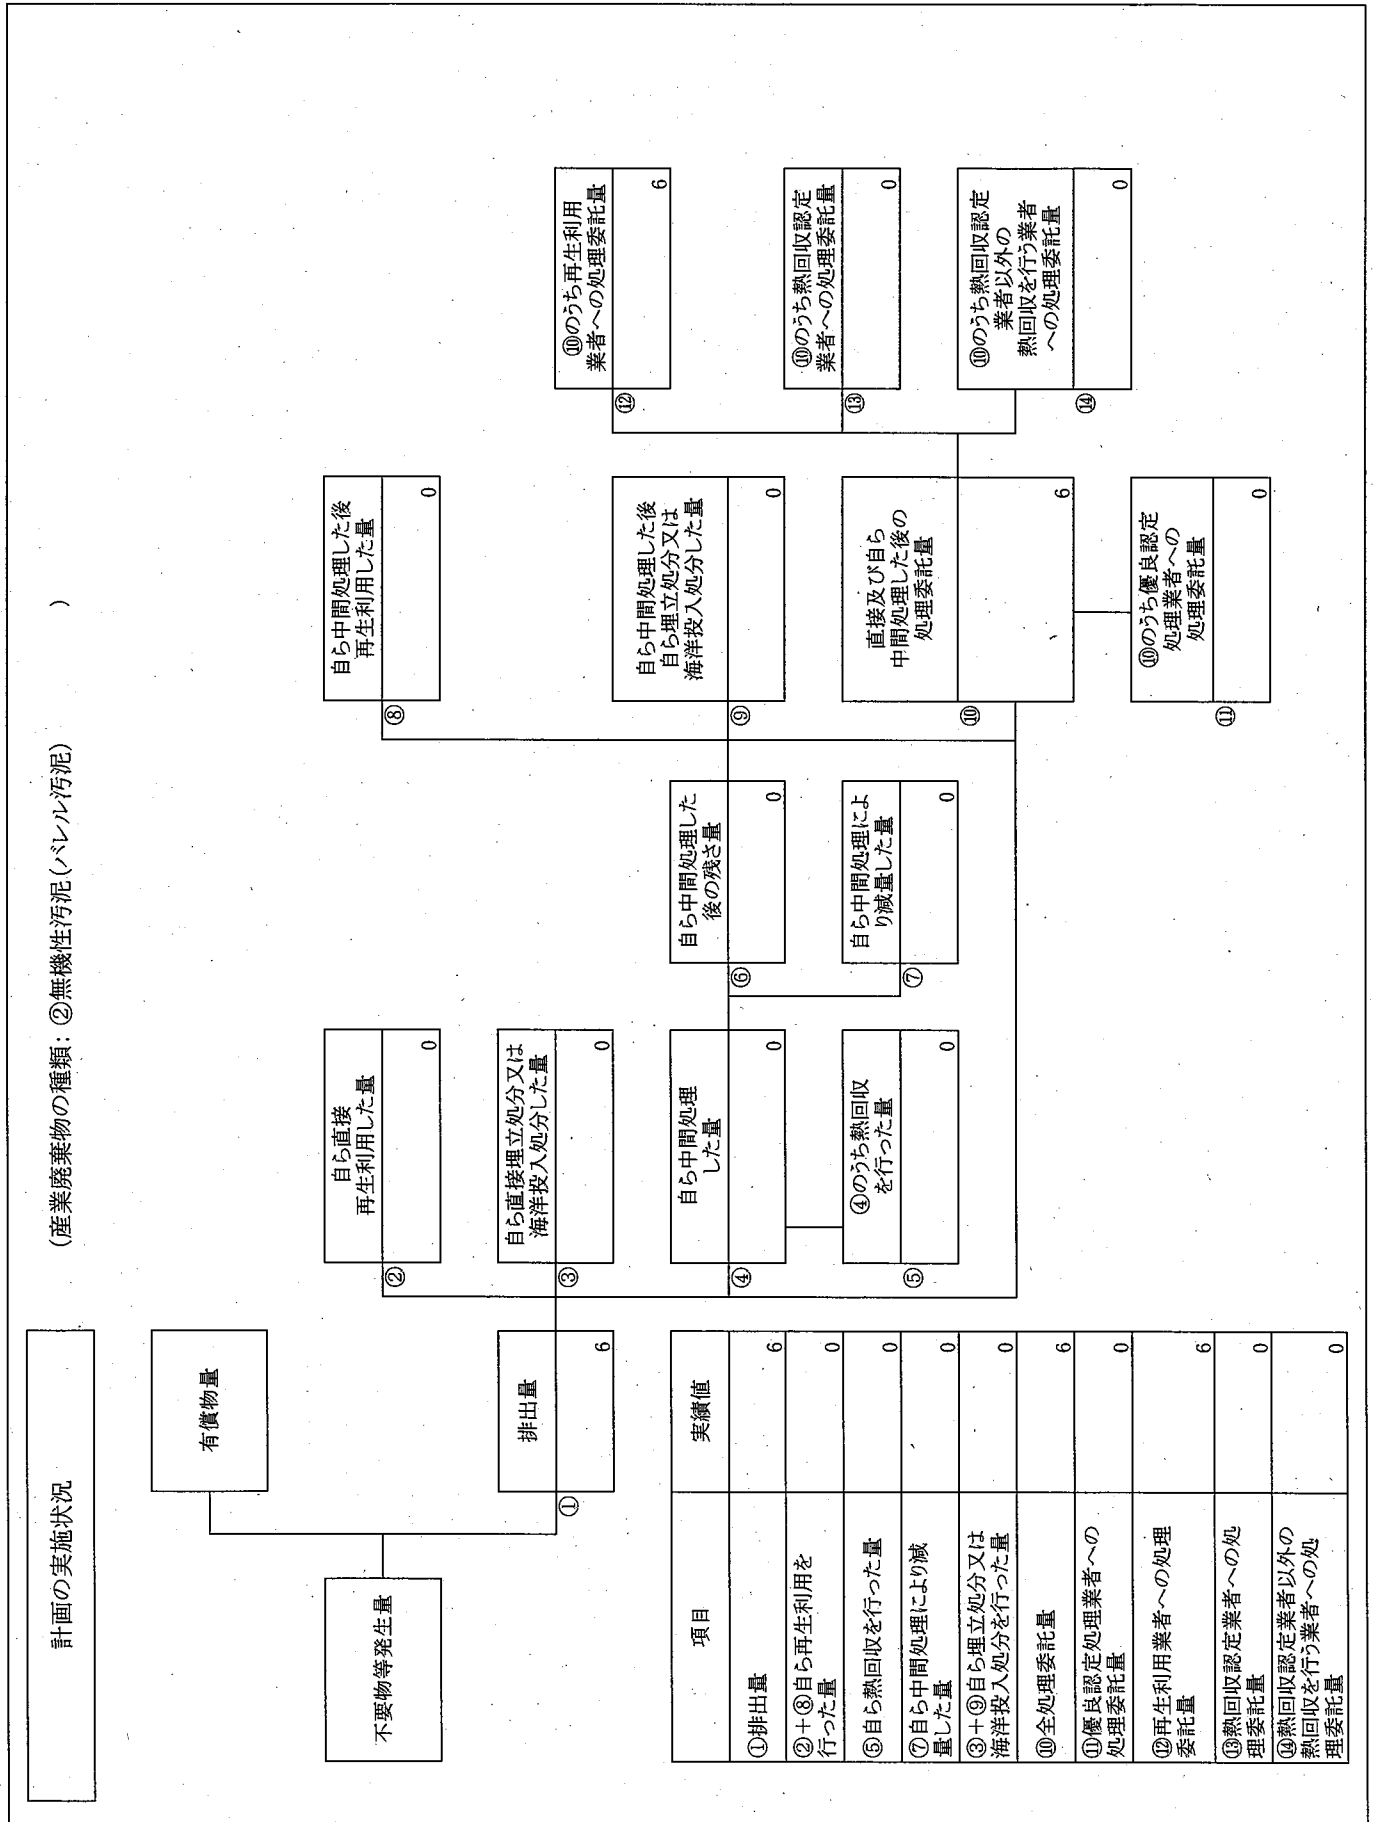 計画の実施状況
(産業廃棄物の種類：②無機性汚泥(バレル汚泥)　　　)
不要物等発生量
有償物量
①
排出量
6
②
自ら直接
再生利用した量
0
③
自ら直接埋立処分又は
海洋投入処分した量
0
④
自ら中間処理
した量
0
⑤
④のうち熱回収
を行った量
0
⑥
自ら中間処理した
後の残さ量
0
⑦
自ら中間処理によ
り減量した量
0
⑧
自ら中間処理した後
再生利用した量
0
⑨
自ら中間処理した後
自ら埋立処分又は
海洋投入処分した量
0
⑩
直接及び自ら
中間処理した後の
処理委託量
6
⑪
⑩のうち優良認定
処理業者への
処理委託量
0
⑫
⑩のうち再生利用
業者への処理委託量
6
⑬
⑩のうち熱回収認定
業者への処理委託量
0
⑭
⑩のうち熱回収認定
業者以外の
熱回収を行う業者
への処理委託量
0
項目 実績値
①排出量 6
②＋⑧自ら再生利用を
行った量 0
⑤自ら熱回収を行った量 0
⑦自ら中間処理により減
量した量 0
③＋⑨自ら埋立処分又は
海洋投入処分を行った量 0
⑩全処理委託量 6
⑪優良認定処理業者への
処理委託量 0
⑫再生利用業者への処理
委託量 6
⑬熱回収認定業者への処
理委託量 0
⑭熱回収認定業者以外の
熱回収を行う業者への処
理委託量 0